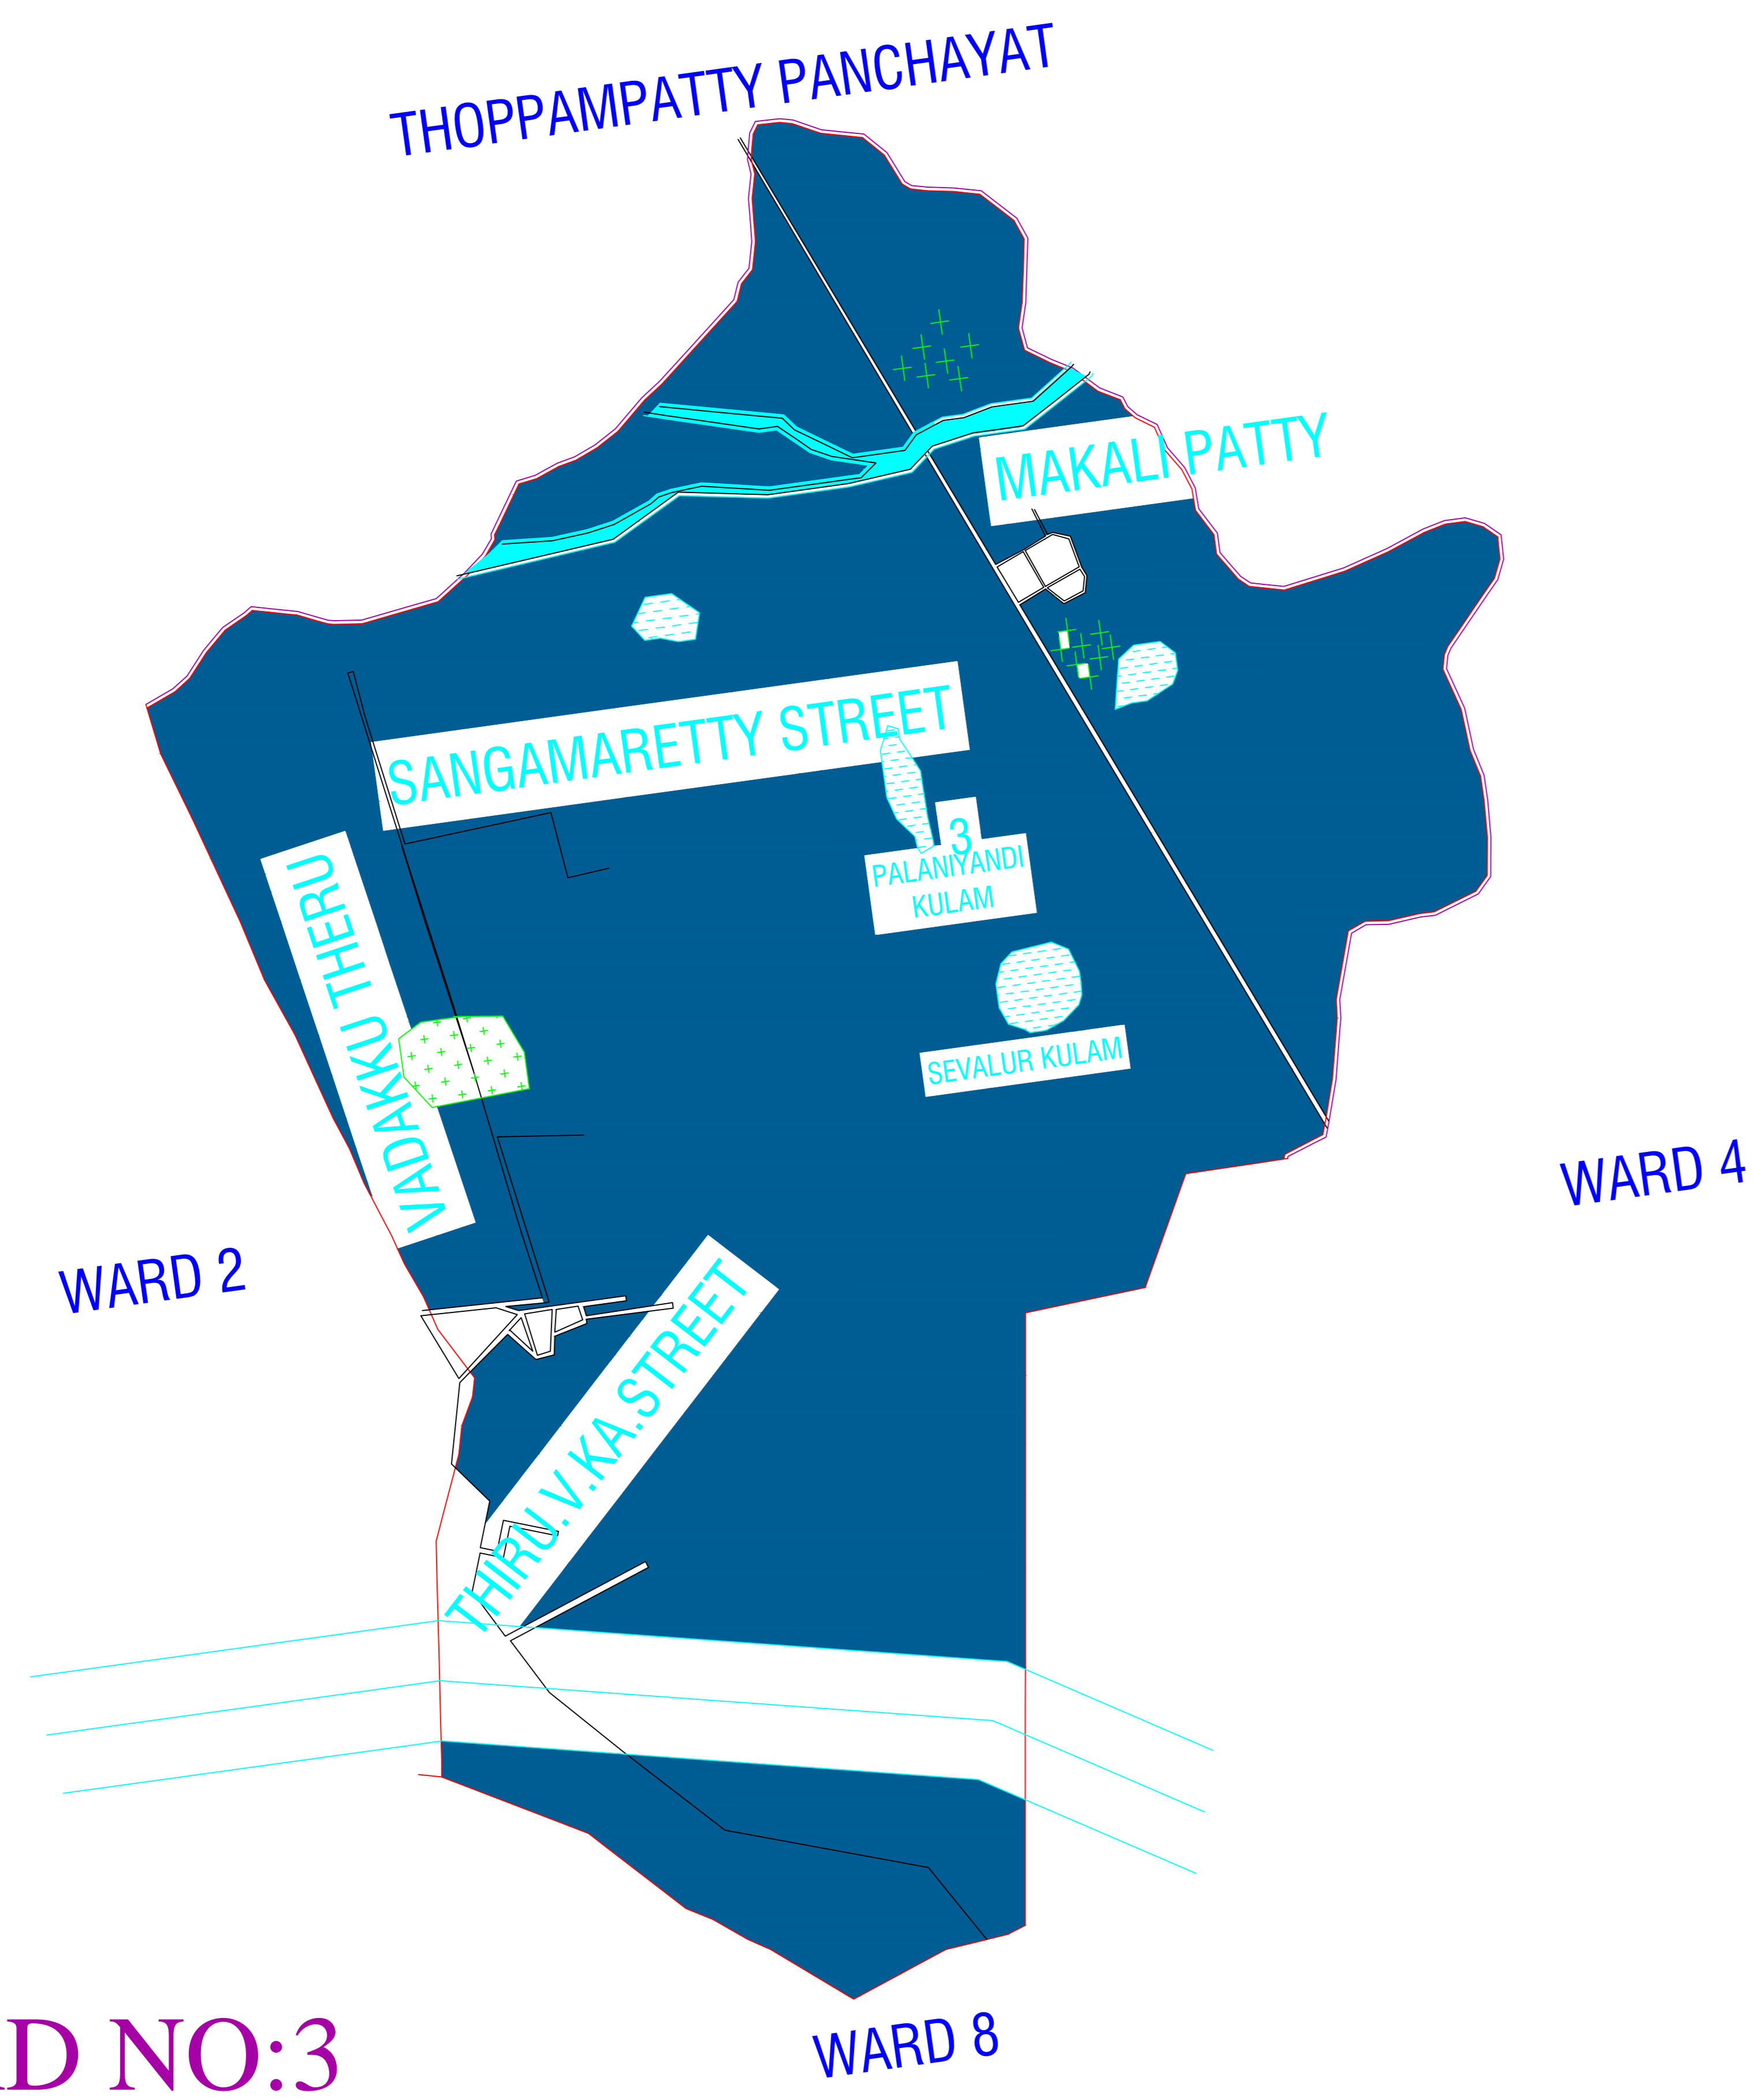 THOPPAMPATTY PANCHAYAT
MAKALI PATTY
SANGAMARETTY STREET
3
PALANIYANDI
KULAM
VADAKKU THERU
SEVALUR KULAM
WARD 4
WARD 2
THIRU.V.KA.STREET
WARD 8
D NO:3